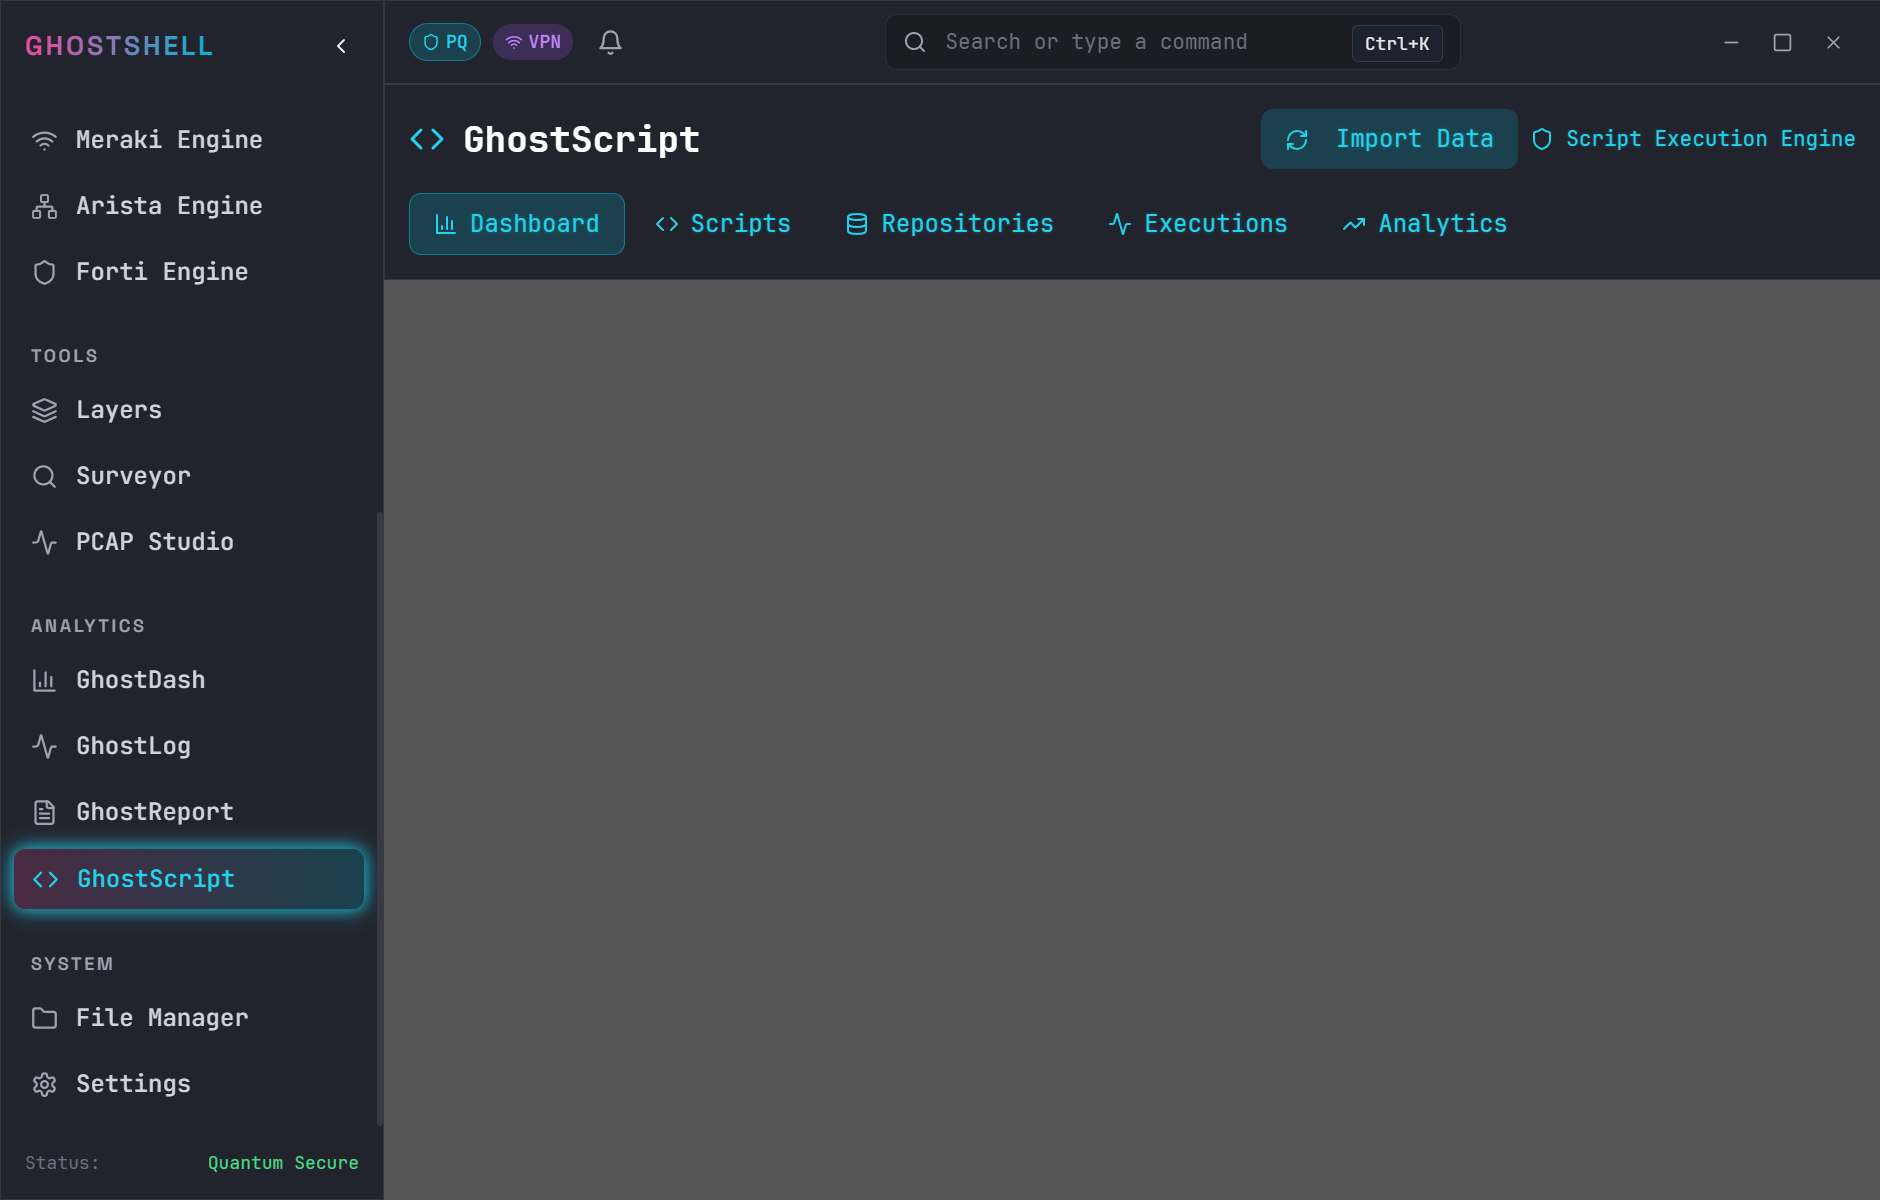 GHOSTSHELL
PQ
VPN
Search or type a command
Ctrl+K
Meraki Engine
Arista Engine
Forti Engine
TOOLS
Layers
Surveyor
PCAP Studio
ANALYTICS
GhostDash
GhostLog
GhostReport
GhostScript
SYSTEM
File Manager
Settings
Status: Quantum Secure
GhostScript
Import Data
Script Execution Engine
Dashboard
Scripts
Repositories
Executions
Analytics